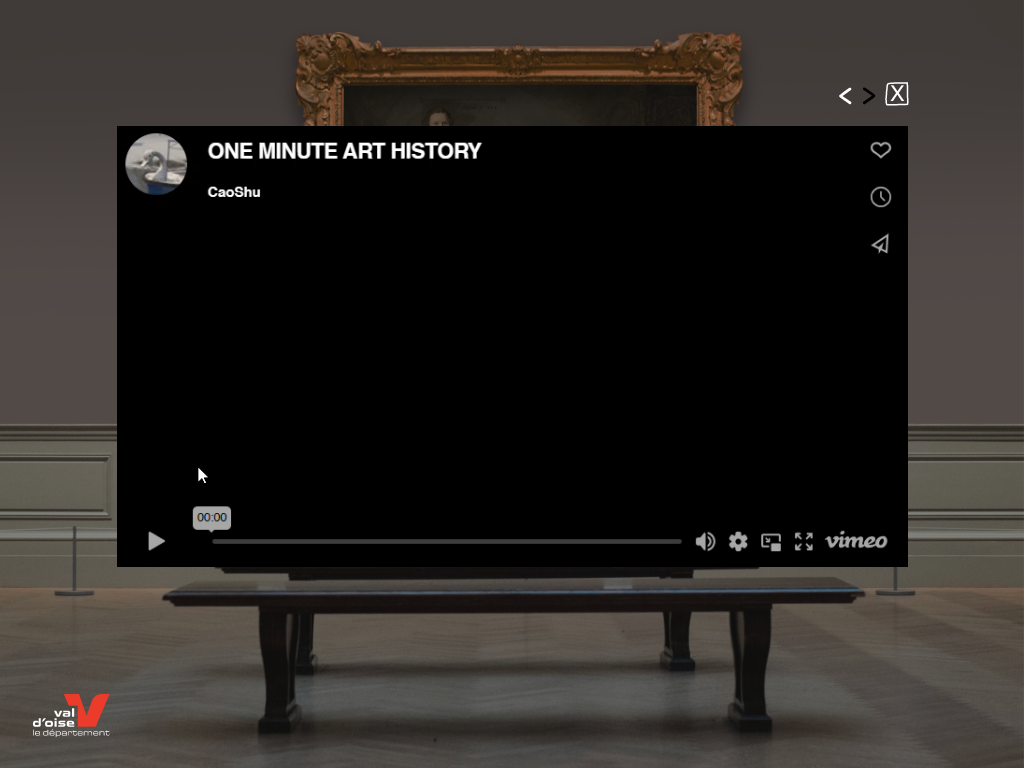 X
ONE MINUTE ART HISTORY
CaoShu
00:00
vimeo
val
d'oise
le département